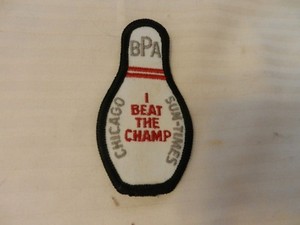 BPA
I
BEAT
THE
CHAMP
CHICAGO
SUN-TIMES